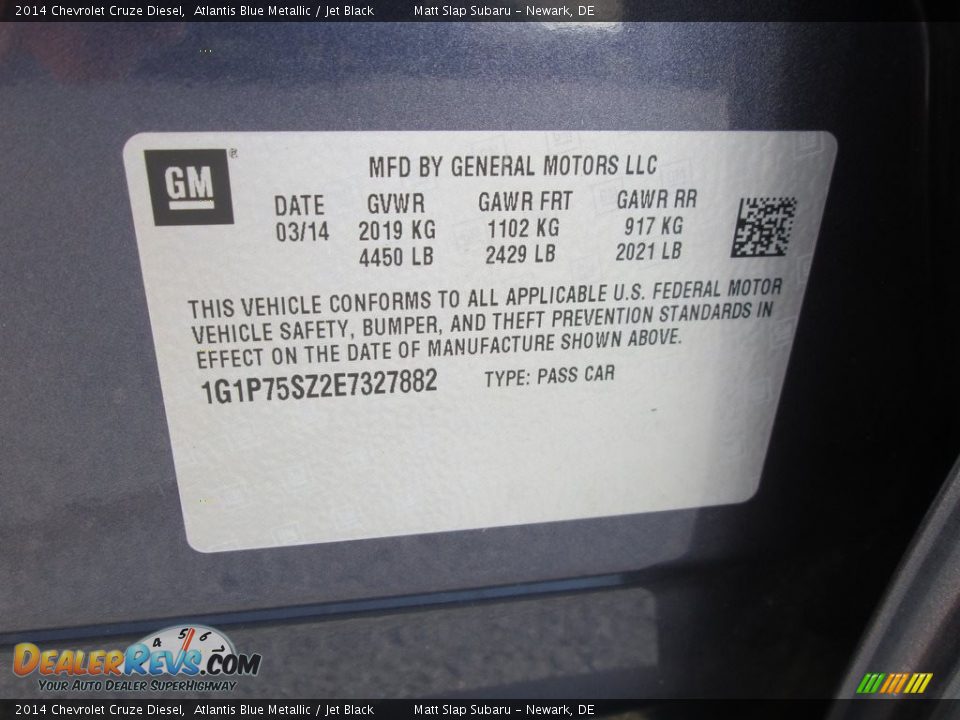 2014 Chevrolet Cruze Diesel, Atlantis Blue Metallic / Jet Black Matt Slap Subaru - Newark, DE
GM ®
MFD BY GENERAL MOTORS LLC
DATE GVWR GAWR FRT GAWR RR
03/14 2019 KG 1102 KG 917 KG
4450 LB 2429 LB 2021 LB
THIS VEHICLE CONFORMS TO ALL APPLICABLE U.S. FEDERAL MOTOR
VEHICLE SAFETY, BUMPER, AND THEFT PREVENTION STANDARDS IN
EFFECT ON THE DATE OF MANUFACTURE SHOWN ABOVE.
1G1P75SZ2E7327882 TYPE: PASS CAR
4 5 6
DEALERREVS.COM
YOUR AUTO DEALER SUPERHIGHWAY
2014 Chevrolet Cruze Diesel, Atlantis Blue Metallic / Jet Black Matt Slap Subaru - Newark, DE